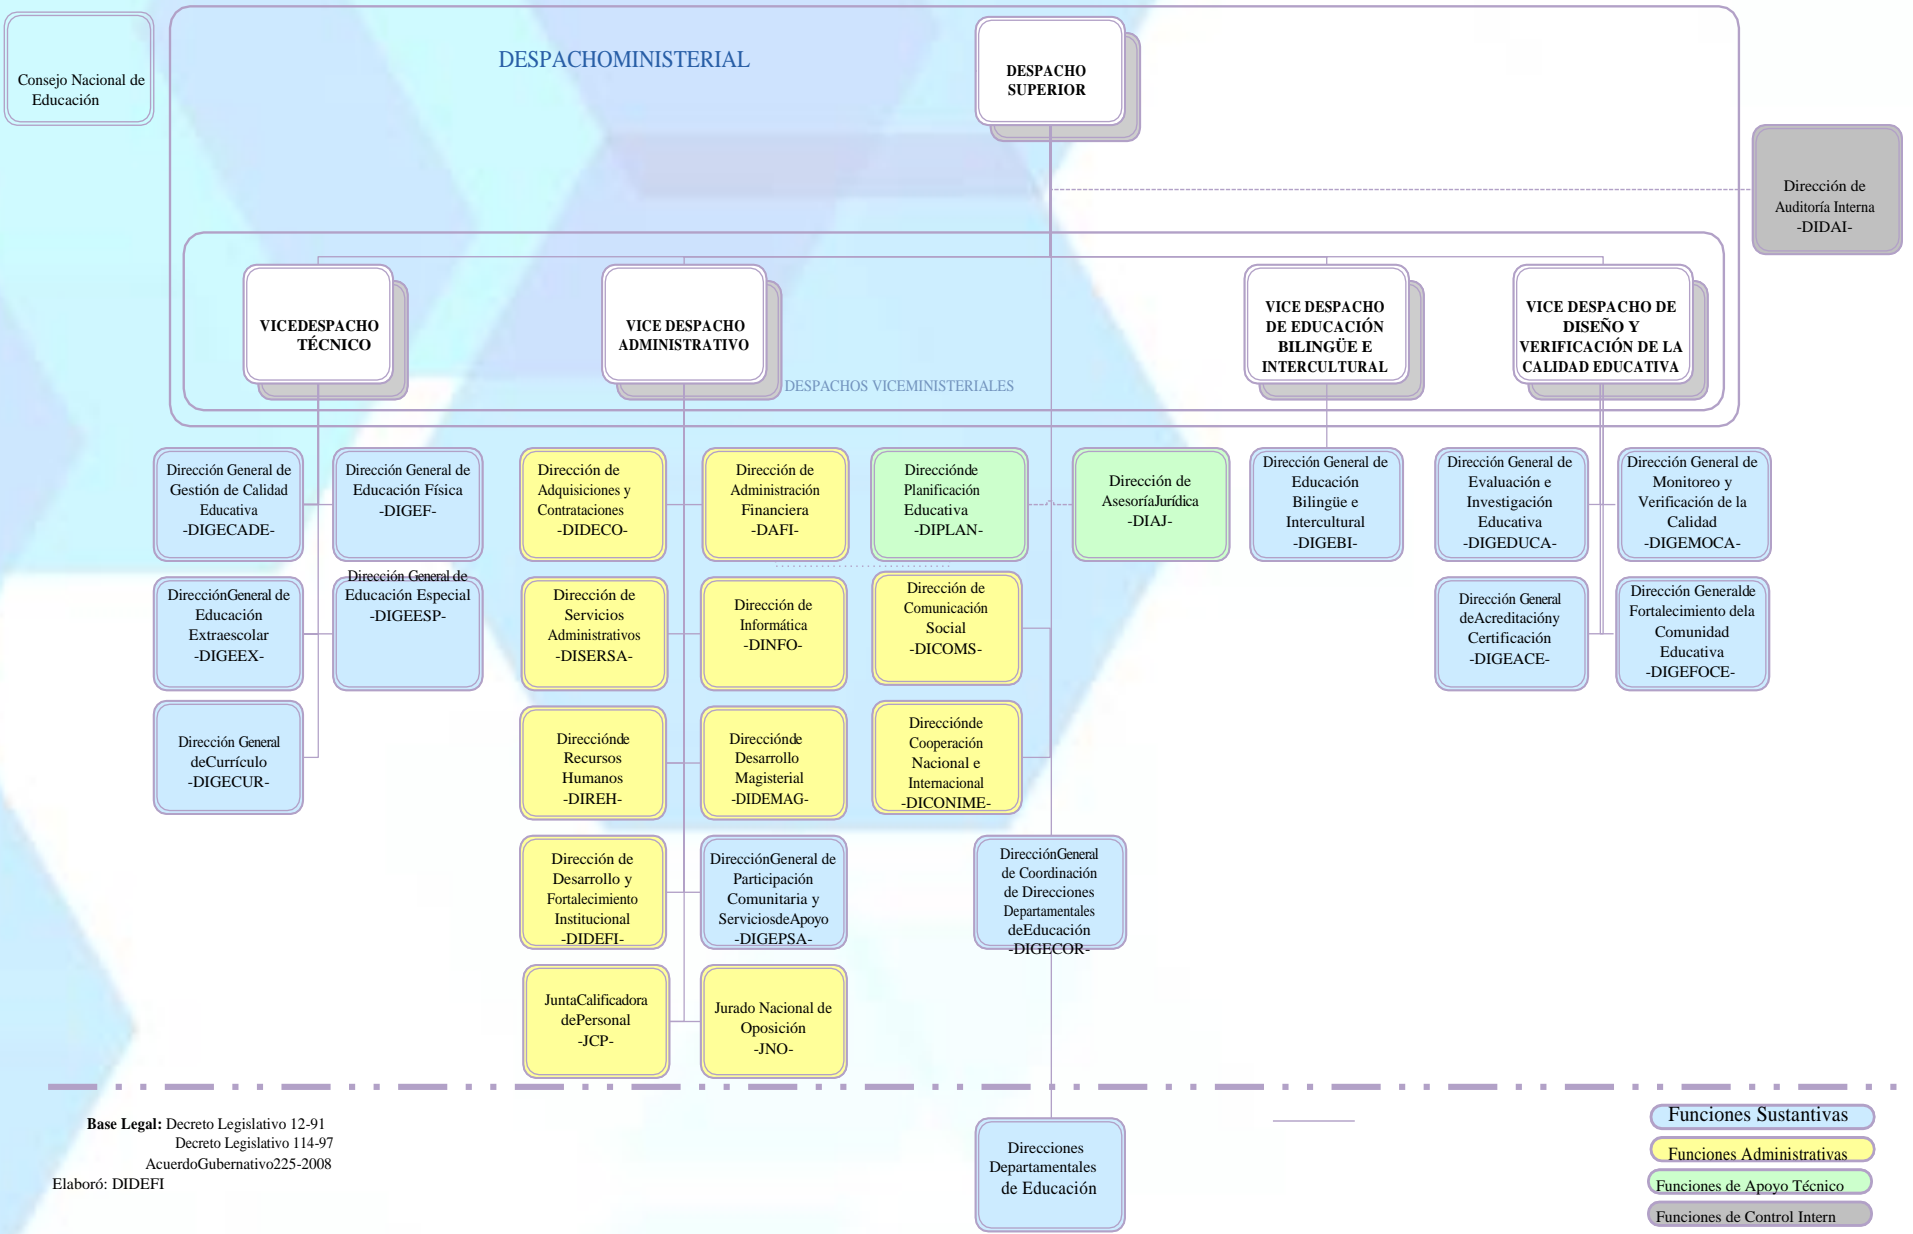 Consejo Nacional de
Educación
DESPACHOMINISTERIAL
DESPACHO
SUPERIOR
Dirección de
Auditoría Interna
-DIDAI-
VICEDESPACHO
TÉCNICO
VICE DESPACHO
ADMINISTRATIVO
VICE DESPACHO
DE EDUCACIÓN
BILINGÜE E
INTERCULTURAL
VICE DESPACHO DE
DISEÑO Y
VERIFICACIÓN DE LA
CALIDAD EDUCATIVA
DESPACHOS VICEMINISTERIALES
Dirección General de
Gestión de Calidad
Educativa
-DIGECADE-
Dirección General de
Educación Física
-DIGEF-
Dirección de
Adquisiciones y
Contrataciones
-DIDECO-
Dirección de
Administración
Financiera
-DAFI-
Direcciónde
Planificación
Educativa
-DIPLAN-
Dirección de
AsesoríaJurídica
-DIAJ-
Dirección General de
Educación
Bilingüe e
Intercultural
-DIGEBI-
Dirección General de
Evaluación e
Investigación
Educativa
-DIGEDUCA-
Dirección General de
Monitoreo y
Verificación de la
Calidad
-DIGEMOCA-
DirecciónGeneral de
Educación
Extraescolar
-DIGEEX-
Dirección General de
Educación Especial
-DIGEESP-
Dirección de
Servicios
Administrativos
-DISERSA-
Dirección de
Informática
-DINFO-
Dirección de
Comunicación
Social
-DICOMS-
Dirección General
deAcreditacióny
Certificación
-DIGEACE-
Dirección Generalde
Fortalecimiento dela
Comunidad
Educativa
-DIGEFOCE-
Dirección General
deCurrículo
-DIGECUR-
Direcciónde
Recursos
Humanos
-DIREH-
Direcciónde
Desarrollo
Magisterial
-DIDEMAG-
Direcciónde
Cooperación
Nacional e
Internacional
-DICONIME-
Dirección de
Desarrollo y
Fortalecimiento
Institucional
-DIDEFI-
DirecciónGeneral de
Participación
Comunitaria y
ServiciosdeApoyo
-DIGEPSA-
DirecciónGeneral
de Coordinación
de Direcciones
Departamentales
deEducación
-DIGECOR-
JuntaCalificadora
dePersonal
-JCP-
Jurado Nacional de
Oposición
-JNO-
Base Legal: Decreto Legislativo 12-91
Decreto Legislativo 114-97
AcuerdoGubernativo225-2008
Elaboró: DIDEFI
Direcciones
Departamentales
de Educación
Funciones Sustantivas
Funciones Administrativas
Funciones de Apoyo Técnico
Funciones de Control Intern